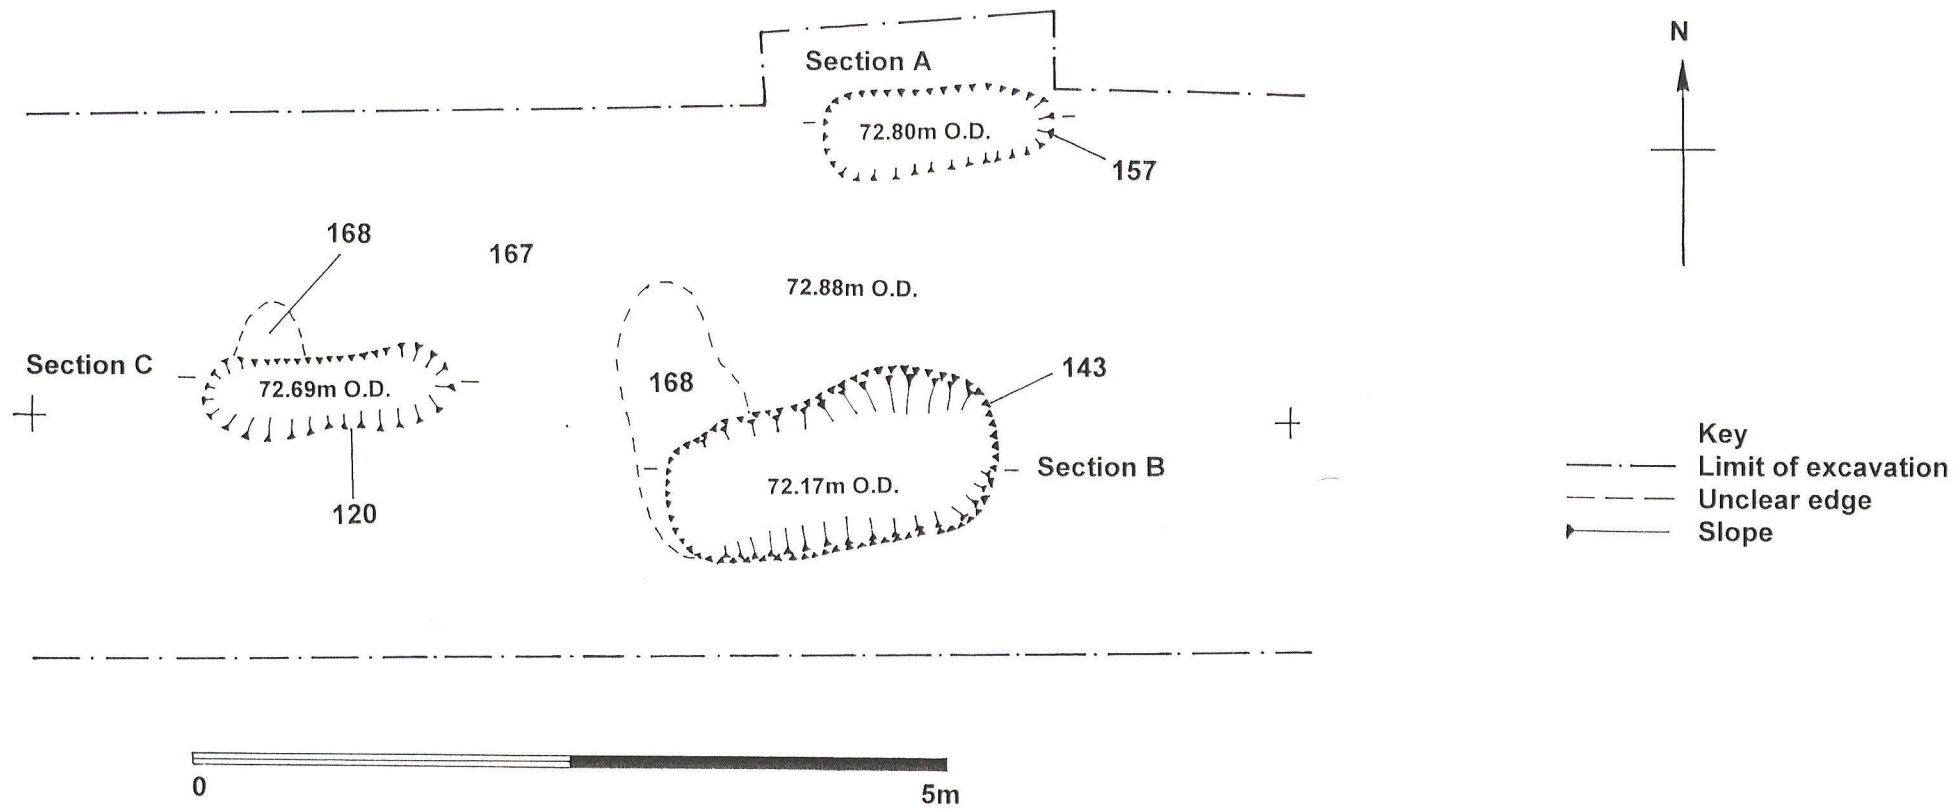 N
Section A
72.80m O.D.
157
168
167
72.88m O.D.
Section C
72.69m O.D.
168
143
120
72.17m O.D.
Section B
Key
Limit of excavation
Unclear edge
Slope
0
5m